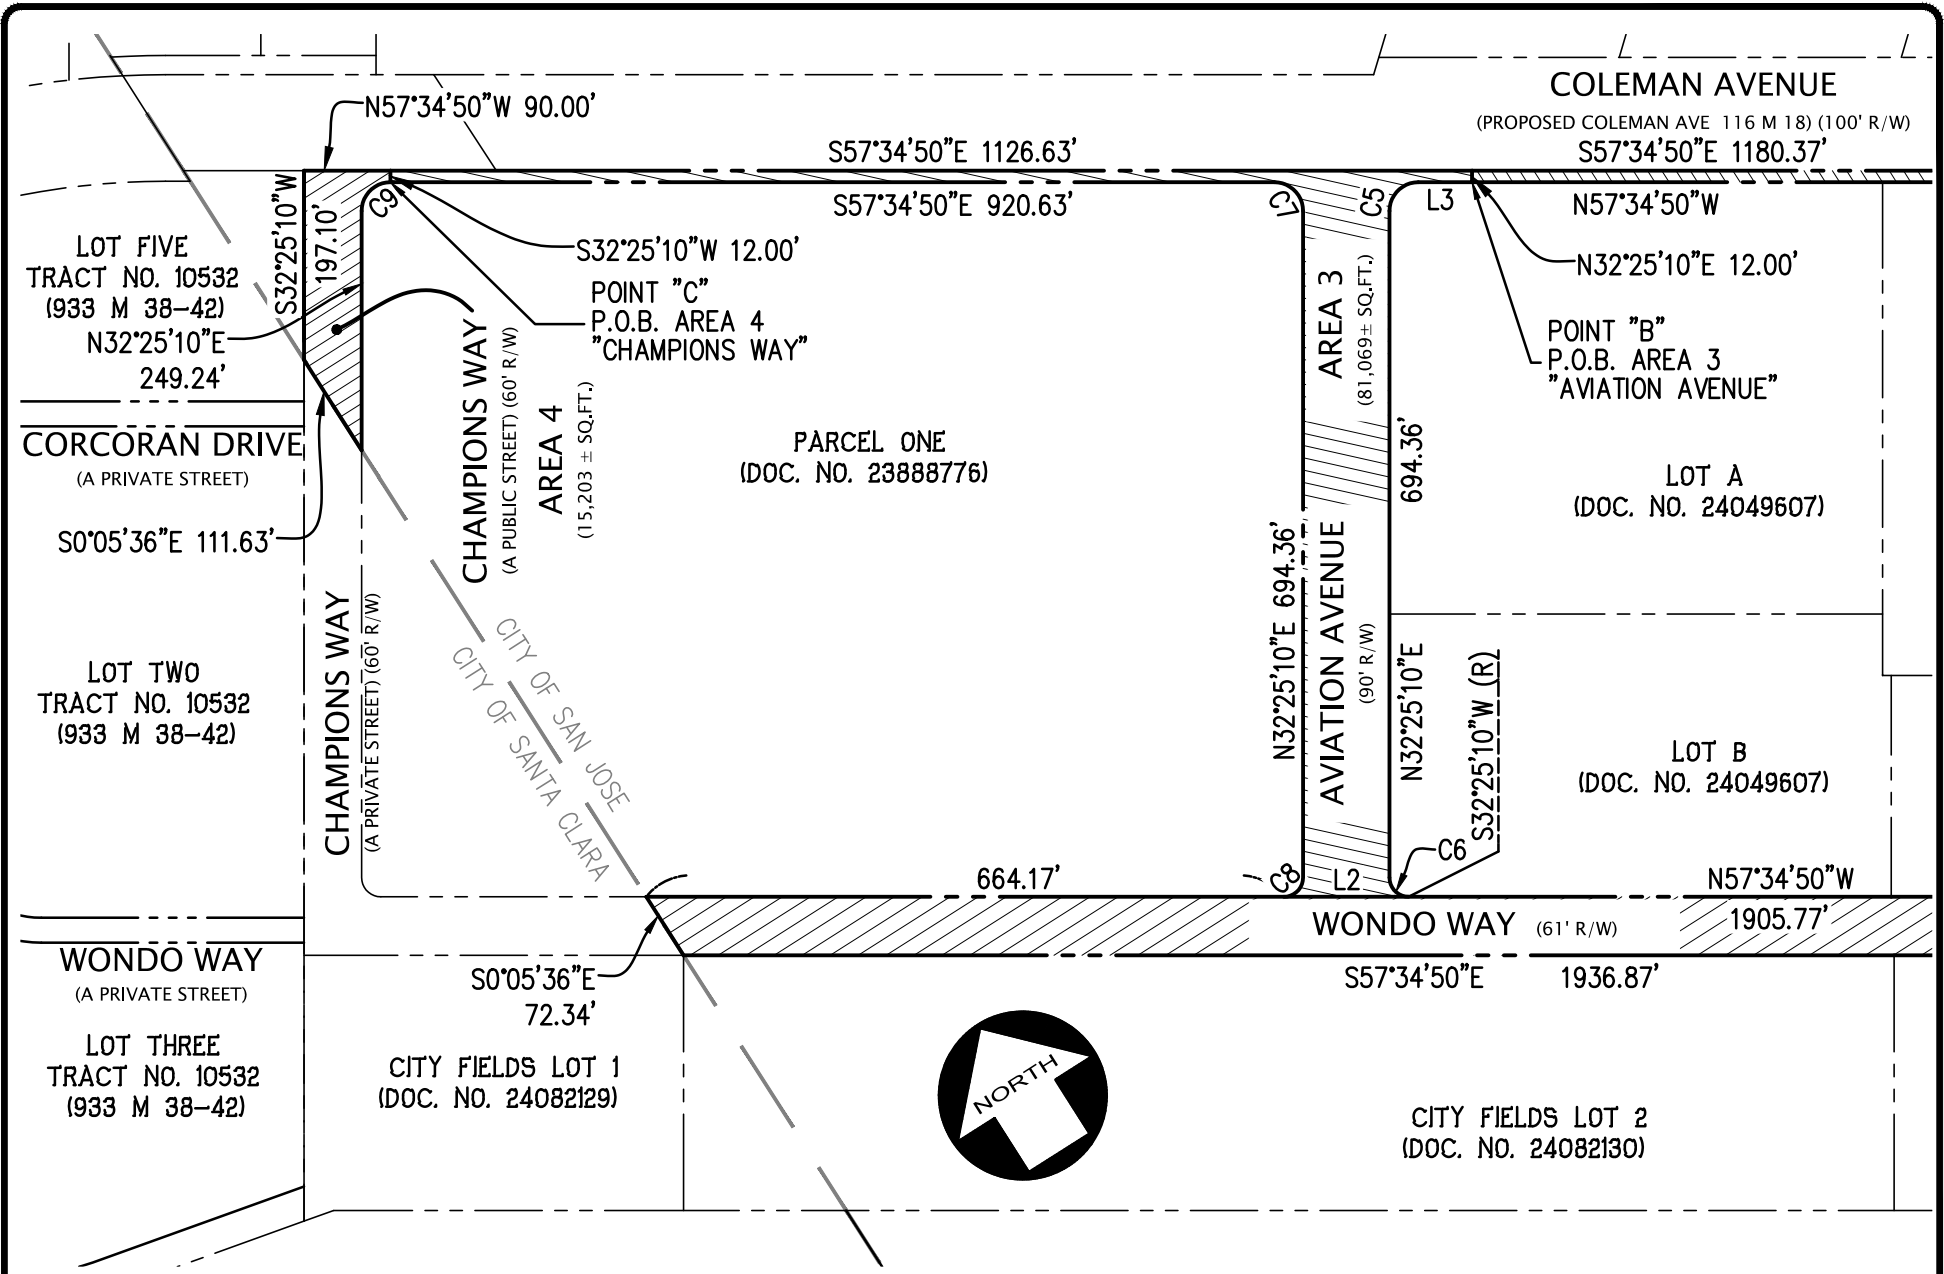 COLEMAN AVENUE
(PROPOSED COLEMAN AVE 116 M 18) (100' R/W)
N57°34'50"W 90.00'
S57°34'50"E 1126.63'
S57°34'50"E 1180.37'
S57°34'50"E 920.63'
C9
C7
C5
L3
N57°34'50"W
S32°25'10"W
197.10'
LOT FIVE
TRACT NO. 10532
(933 M 38-42)
N32°25'10"E
249.24'
S32°25'10"W 12.00'
POINT "C"
P.O.B. AREA 4
"CHAMPIONS WAY"
N32°25'10"E 12.00'
POINT "B"
P.O.B. AREA 3
"AVIATION AVENUE"
AREA 3
(81,069± SQ.FT.)
CORCORAN DRIVE
(A PRIVATE STREET)
S0°05'36"E 111.63'
CHAMPIONS WAY
(A PUBLIC STREET) (60' R/W)
AREA 4
(15,203 ± SQ.FT.)
PARCEL ONE
(DOC. NO. 23888776)
694.36'
LOT A
(DOC. NO. 24049607)
N32°25'10"E 694.36'
AVIATION AVENUE
(90' R/W)
N32°25'10"E
S32°25'10"W (R)
LOT TWO
TRACT NO. 10532
(933 M 38-42)
CHAMPIONS WAY
(A PRIVATE STREET) (60' R/W)
CITY OF SAN JOSE
CITY OF SANTA CLARA
LOT B
(DOC. NO. 24049607)
C6
664.17'
C8
L2
N57°34'50"W
1905.77'
WONDO WAY (61' R/W)
WONDO WAY
(A PRIVATE STREET)
S0°05'36"E
72.34'
S57°34'50"E 1936.87'
LOT THREE
TRACT NO. 10532
(933 M 38-42)
CITY FIELDS LOT 1
(DOC. NO. 24082129)
NORTH
CITY FIELDS LOT 2
(DOC. NO. 24082130)